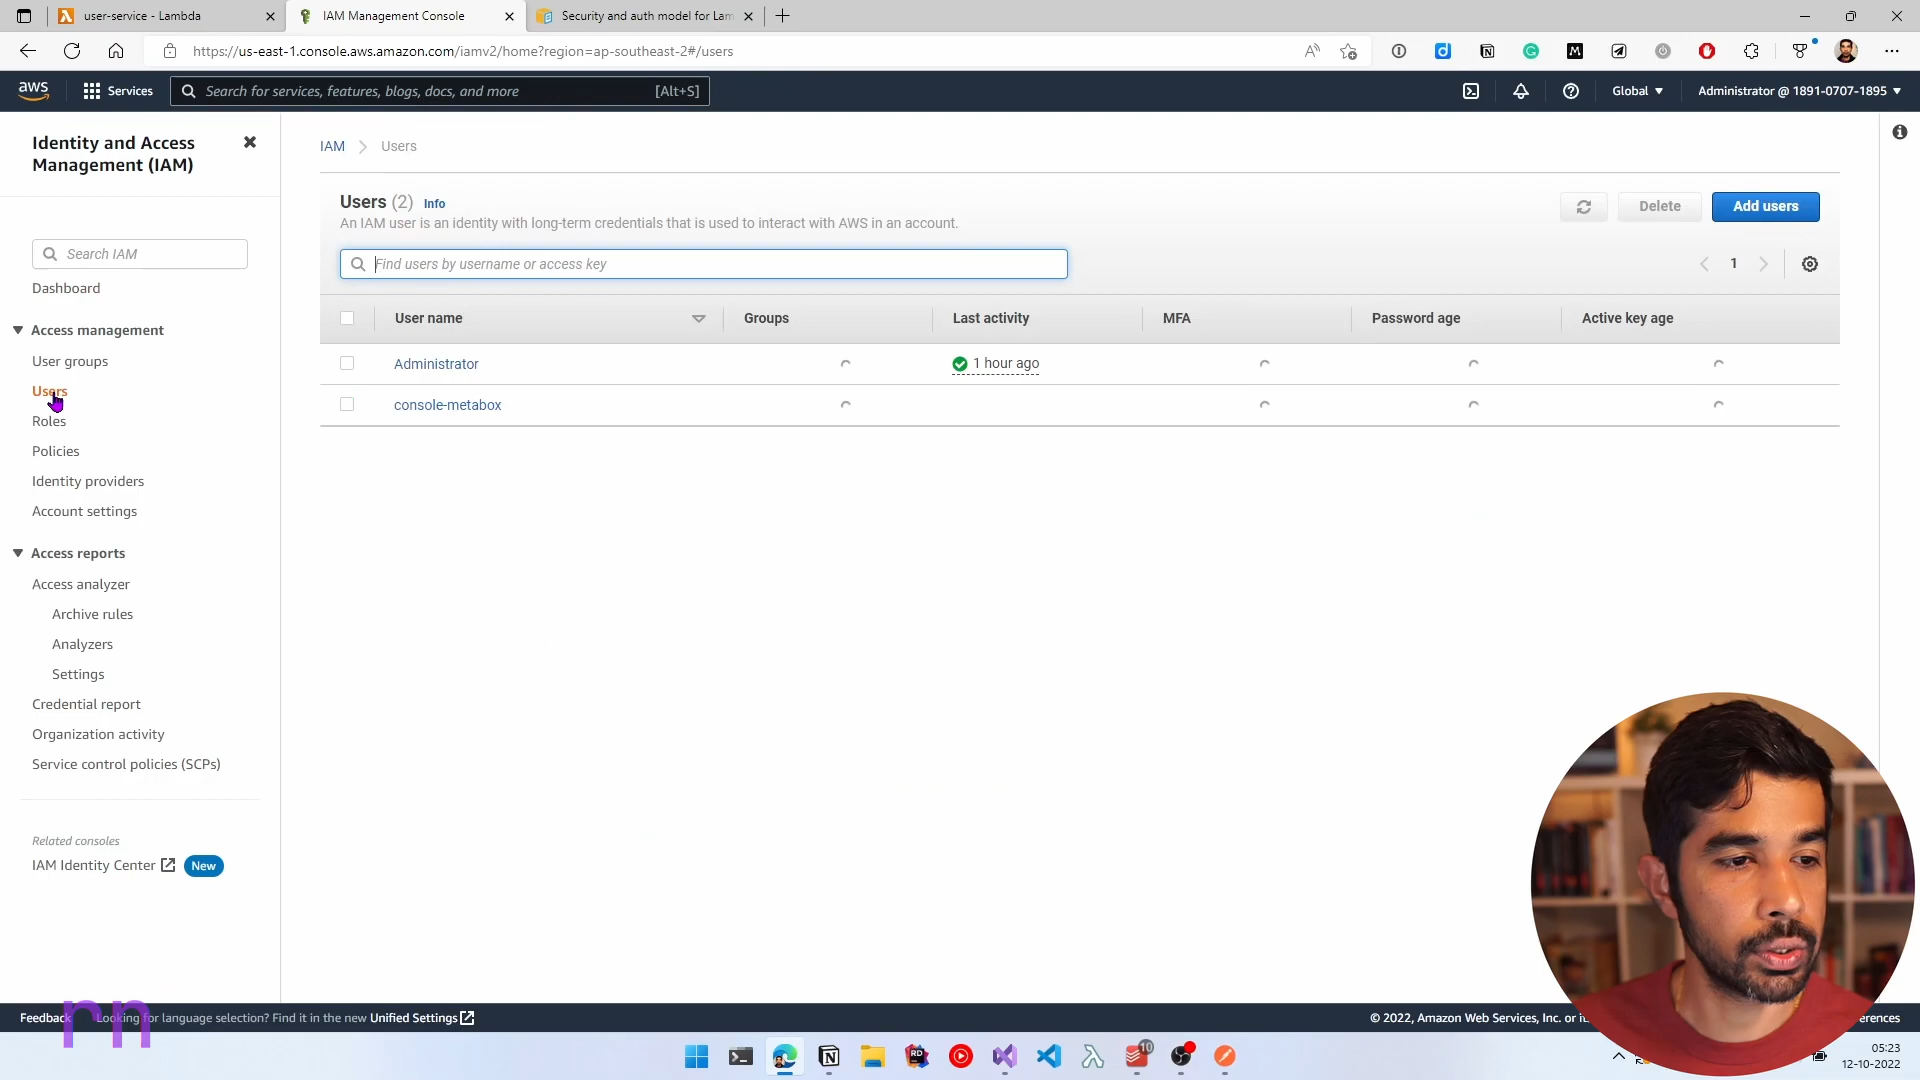 user-service - Lambda
IAM Management Console
Security and auth model for Lam
https://us-east-1.console.aws.amazon.com/iamv2/home?region=ap-southeast-2#/users
aws
Services
Search for services, features, blogs, docs, and more
[Alt+S]
Global
Administrator @ 1891-0707-1895
Identity and Access
Management (IAM)
Search IAM
Dashboard
Access management
User groups
Users
Roles
Policies
Identity providers
Account settings
Access reports
Access analyzer
Archive rules
Analyzers
Settings
Credential report
Organization activity
Service control policies (SCPs)
Related consoles
IAM Identity Center
New
IAM
Users
Users (2) Info
An IAM user is an identity with long-term credentials that is used to interact with AWS in an account.
Delete
Add users
Find users by username or access key
1
User name
Groups
Last activity
MFA
Password age
Active key age
Administrator
1 hour ago
console-metabox
Feedback
Looking for language selection? Find it in the new Unified Settings
© 2022, Amazon Web Services, Inc. or it
erences
rn
10
05:23
12-10-2022